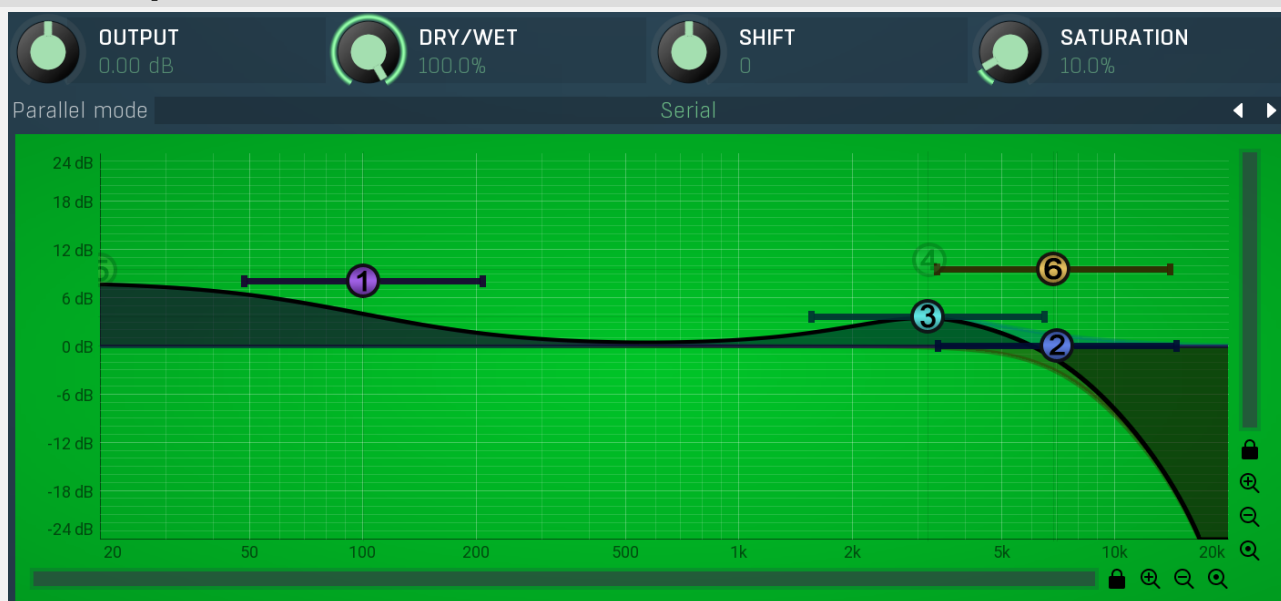 OUTPUT DRY/WET SHIFT SATURATION
0.00 dB 100.0% 0 10.0%
Parallel mode Serial
24 dB
18 dB
12 dB
6 dB
0 dB
-6 dB
-12 dB
-18 dB
-24 dB
5 1 4 6
3
2
20 50 100 200 500 1k 2k 5k 10k 20k